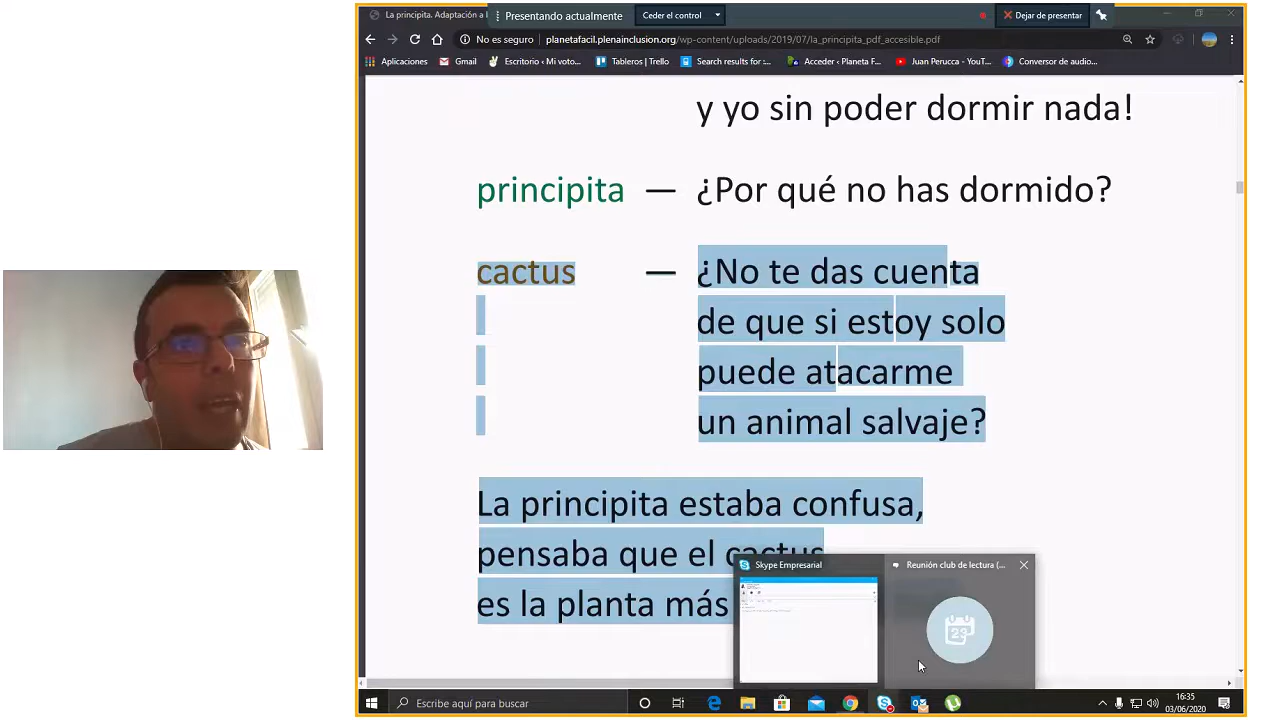 La principita. Adaptación a l
Presentando actualmente
Ceder el control
Dejar de presentar
No es seguro
planetafacil.plenainclusion.org/wp-content/uploads/2019/07/la_principita_pdf_accesible.pdf
Aplicaciones
Gmail
Escritorio ‹ Mi voto...
Tableros | Trello
Search results for :...
Acceder ‹ Planeta F...
Juan Perucca - YouT...
Conversor de audio...
y yo sin poder dormir nada!
principita — ¿Por qué no has dormido?
cactus — ¿No te das cuenta
de que si estoy solo
puede atacarme
un animal salvaje?
La principita estaba confusa,
pensaba que el cactus
es la planta más
Skype Empresarial
Reunión club de lectura (...
23
Escribe aquí para buscar
16:35
03/06/2020